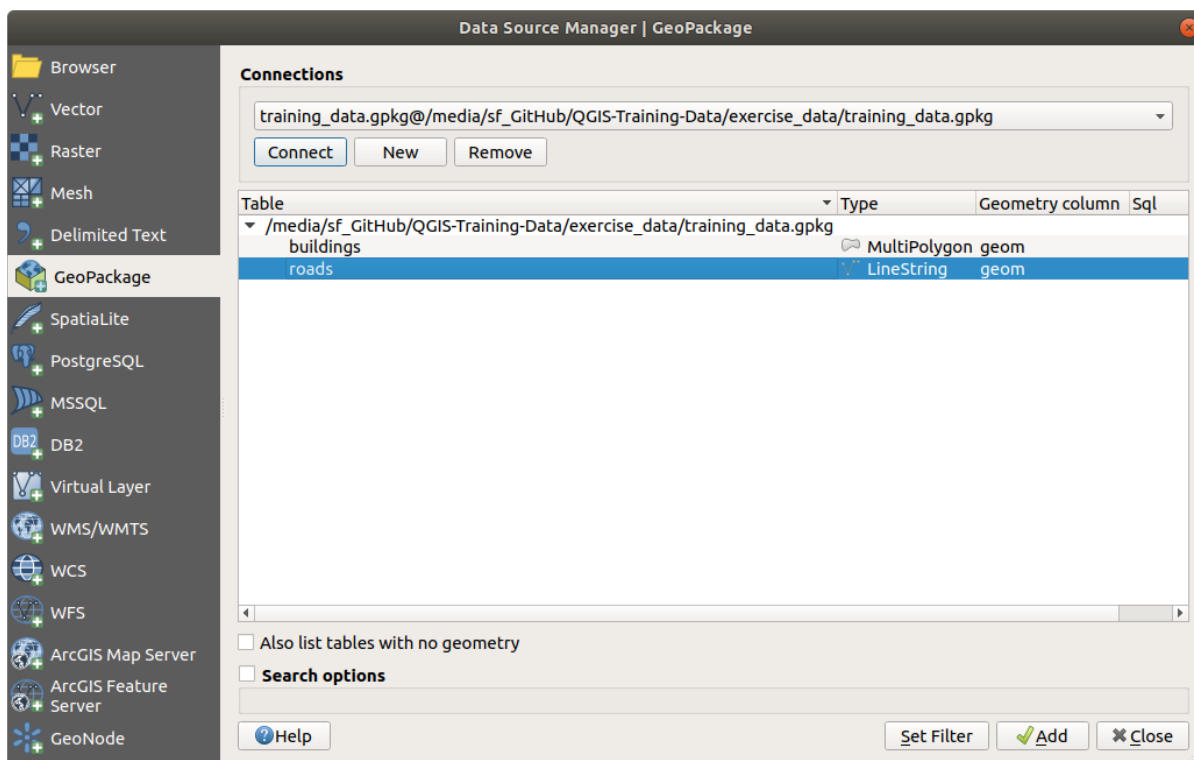 Data Source Manager | GeoPackage
Browser
Vector
Raster
Mesh
Delimited Text
GeoPackage
SpatiaLite
PostgreSQL
MSSQL
DB2
DB2
Virtual Layer
WMS/WMTS
WCS
WFS
ArcGIS Map Server
ArcGIS Feature
Server
GeoNode
Connections
training_data.gpkg@/media/sf_GitHub/QGIS-Training-Data/exercise_data/training_data.gpkg
Connect New Remove
Table Type Geometry column Sql
/media/sf_GitHub/QGIS-Training-Data/exercise_data/training_data.gpkg
buildings MultiPolygon geom
roads LineString geom
Also list tables with no geometry
Search options
Help Set Filter Add Close